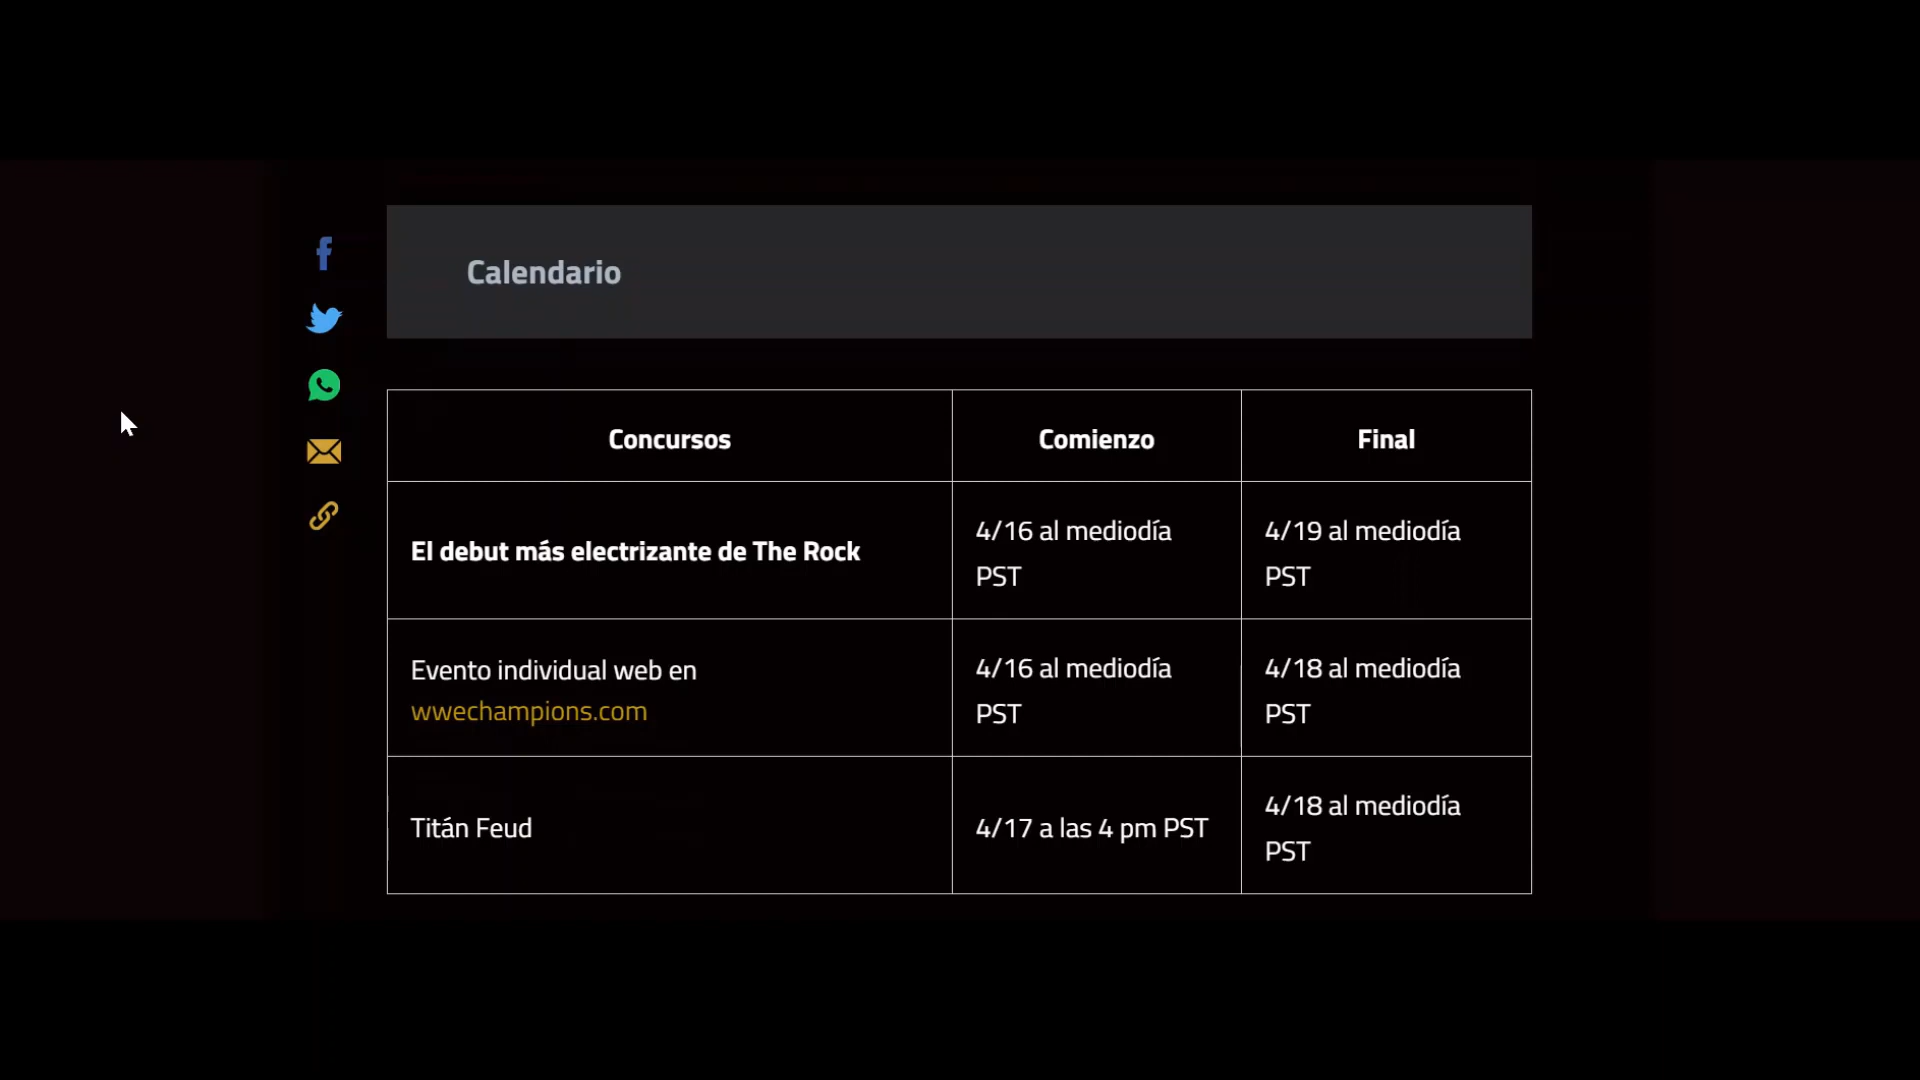 Calendario
Concursos
Comienzo
Final
El debut más electrizante de The Rock
4/16 al mediodía
PST
4/19 al mediodía
PST
Evento individual web en
wwechampions.com
4/16 al mediodía
PST
4/18 al mediodía
PST
Titán Feud
4/17 a las 4 pm PST
4/18 al mediodía
PST